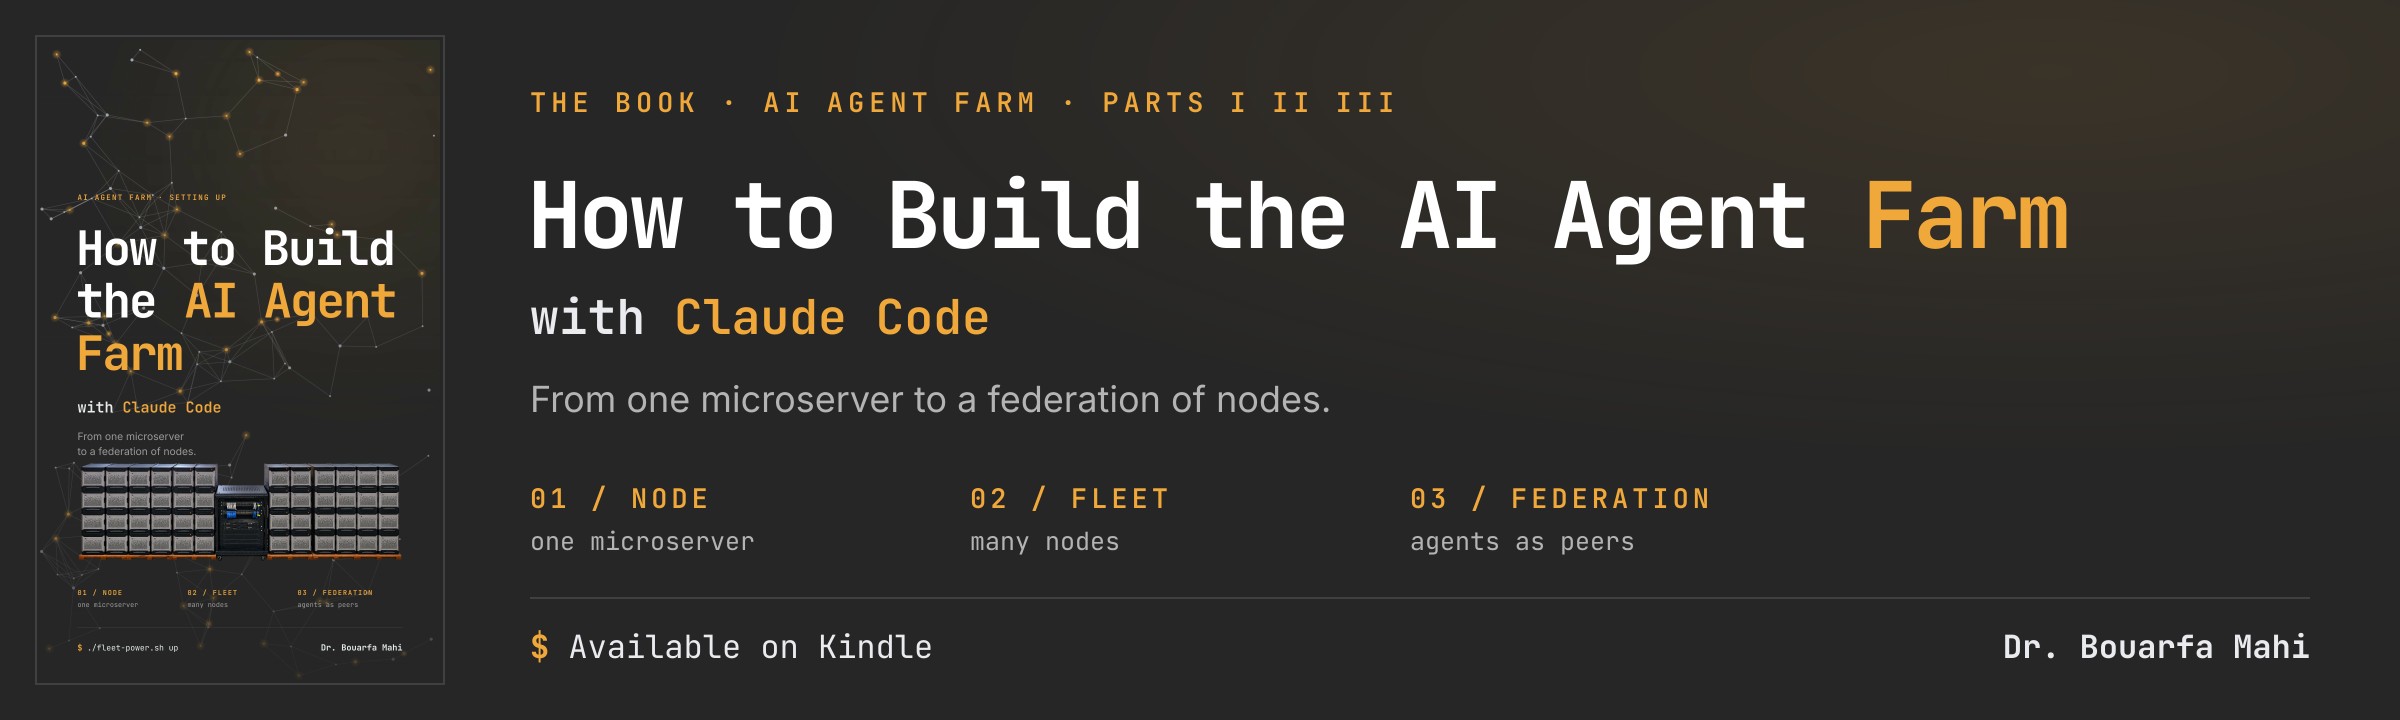 AI AGENT FARM · SETTING UP
How to Build
the AI Agent
Farm
with Claude Code
From one microserver
to a federation of nodes.
01 / NODE
one microserver
02 / FLEET
many nodes
03 / FEDERATION
agents as peers
$ ./fleet-power.sh up
Dr. Bouarfa Mahi
THE BOOK · AI AGENT FARM · PARTS I II III
How to Build the AI Agent Farm
with Claude Code
From one microserver to a federation of nodes.
01 / NODE
one microserver
02 / FLEET
many nodes
03 / FEDERATION
agents as peers
$ Available on Kindle
Dr. Bouarfa Mahi